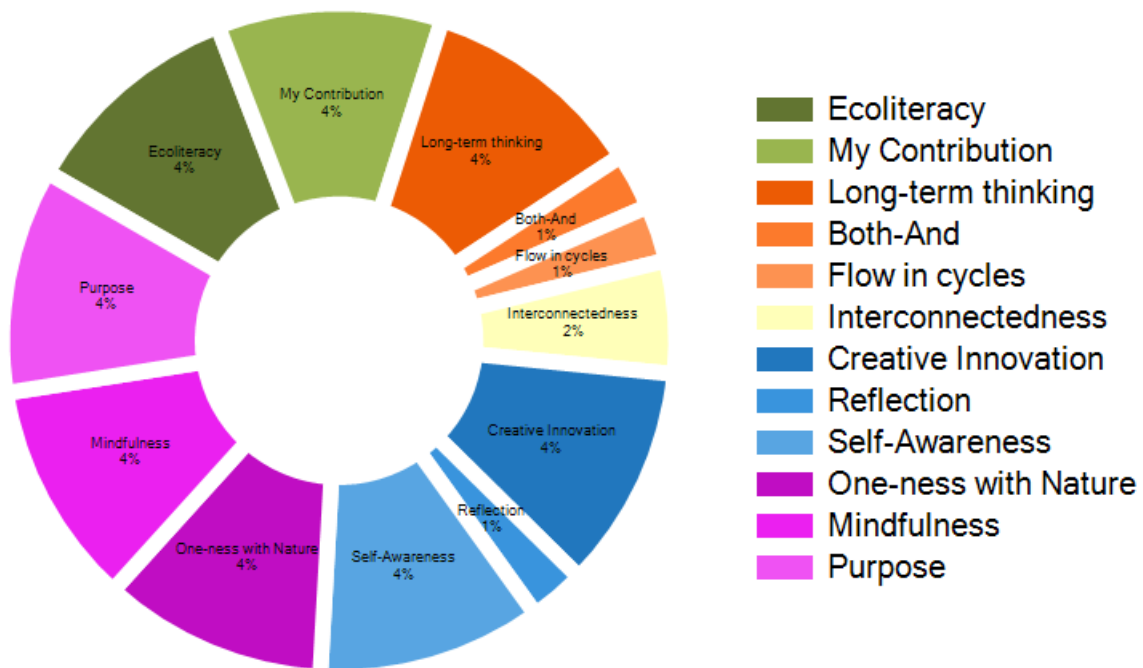 My Contribution
4%
Long-term thinking
4%
Both-And
1%
Flow in cycles
1%
Interconnectedness
2%
Creative Innovation
4%
Reflection
1%
Self-Awareness
4%
One-ness with Nature
4%
Mindfulness
4%
Purpose
4%
Ecoliteracy
4%
Ecoliteracy
My Contribution
Long-term thinking
Both-And
Flow in cycles
Interconnectedness
Creative Innovation
Reflection
Self-Awareness
One-ness with Nature
Mindfulness
Purpose